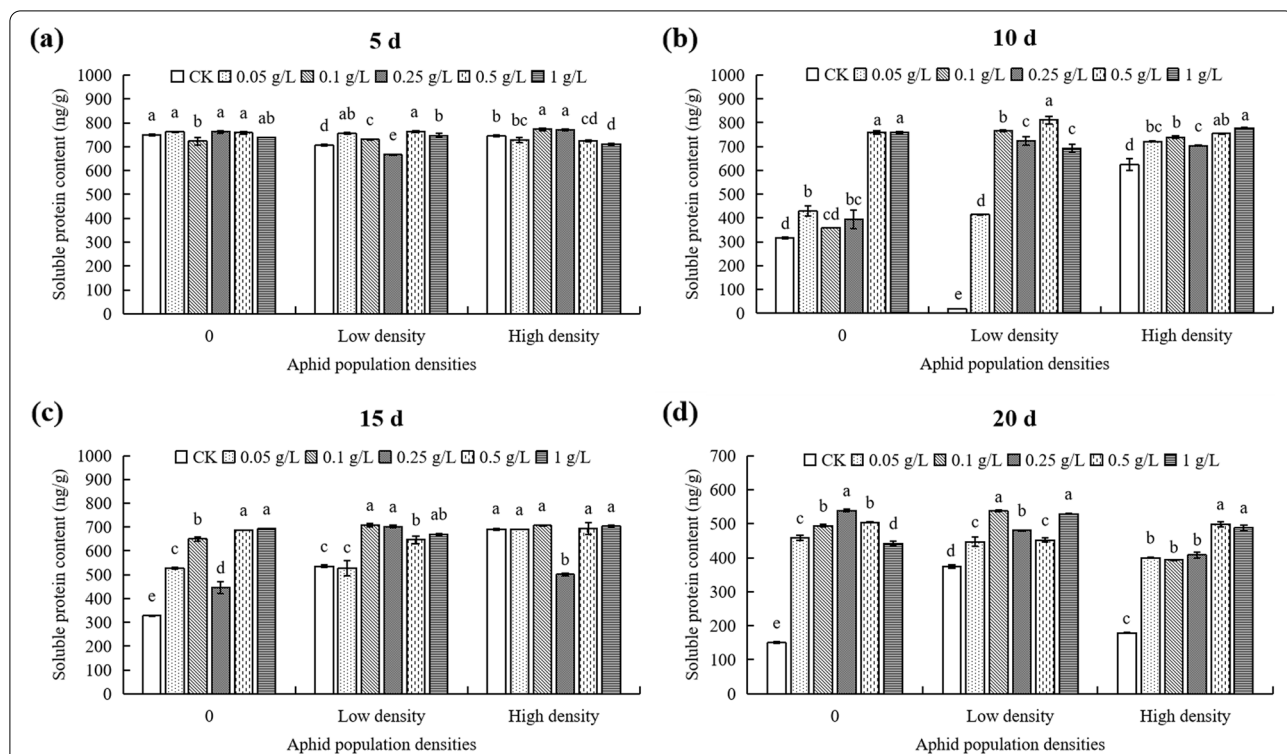 (a)
5 d
CK 0.05 g/L 0.1 g/L 0.25 g/L 0.5 g/L 1 g/L
Soluble protein content (ng/g)
1000
900
800
700
600
500
400
300
200
100
0
a a b a a ab
d ab c e a b
b bc a a cd d
0 Low density High density
Aphid population densities
(b)
10 d
CK 0.05 g/L 0.1 g/L 0.25 g/L 0.5 g/L 1 g/L
Soluble protein content (ng/g)
1000
900
800
700
600
500
400
300
200
100
0
d b cd bc a a
e d b c a c
d bc b c ab a
0 Low density High density
Aphid population densities
(c)
15 d
CK 0.05 g/L 0.1 g/L 0.25 g/L 0.5 g/L 1 g/L
Soluble protein content (ng/g)
1000
900
800
700
600
500
400
300
200
100
0
e c b d a a
c c a a b ab
a a a b a a
0 Low density High density
Aphid population densities
(d)
20 d
CK 0.05 g/L 0.1 g/L 0.25 g/L 0.5 g/L 1 g/L
Soluble protein content (ng/g)
700
600
500
400
300
200
100
0
e c b a b d
d c a b c a
c b b b a a
0 Low density High density
Aphid population densities